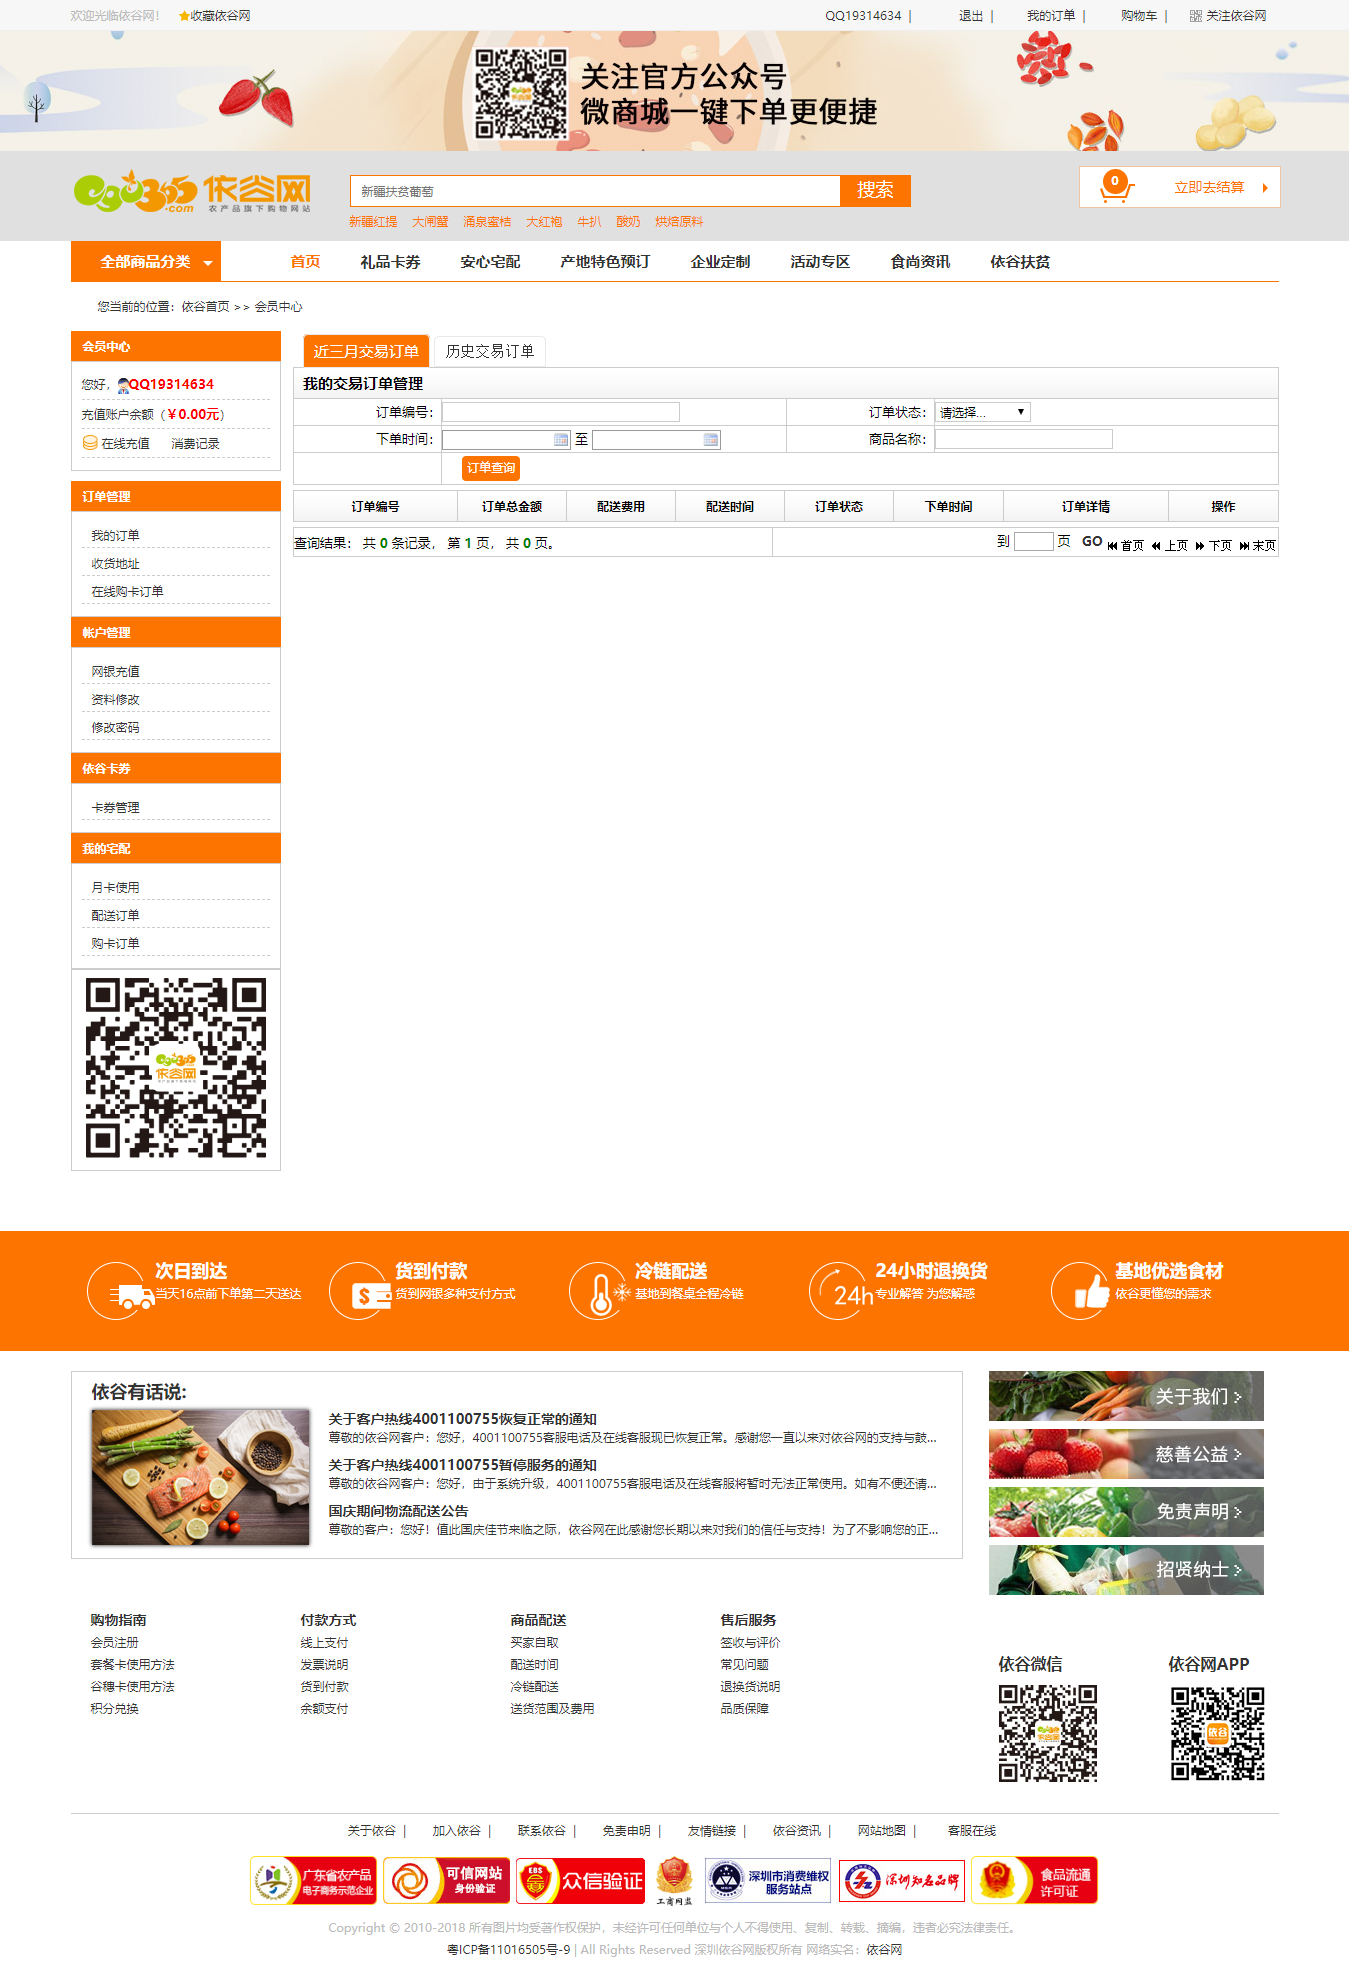 欢迎光临依谷网! 收藏依谷网 QQ19314634 | 退出 | 我的订单 | 购物车 | 关注依谷网
关注官方公众号
微商城一键下单更便捷
egu365.com 依谷网 农产品旗下购物网站
新疆扶贫葡萄 搜索
0 立即去结算
新疆红提 大闸蟹 涌泉蜜桔 大红袍 牛扒 酸奶 烘焙原料
全部商品分类 首页 礼品卡券 安心宅配 产地特色预订 企业定制 活动专区 食尚资讯 依谷扶贫
您当前的位置：依谷首页 >> 会员中心
会员中心
您好，QQ19314634
充值账户余额（￥0.00元）
在线充值 消费记录
订单管理
我的订单
收货地址
在线购卡订单
帐户管理
网银充值
资料修改
修改密码
依谷卡券
卡券管理
我的宅配
月卡使用
配送订单
购卡订单
egu365
依谷网
近三月交易订单 历史交易订单
我的交易订单管理
订单编号： 订单状态： 请选择...
下单时间： 至 商品名称：
订单查询
订单编号 订单总金额 配送费用 配送时间 订单状态 下单时间 订单详情 操作
查询结果： 共 0 条记录， 第 1 页， 共 0 页。 到 页 GO 首页 上页 下页 末页
次日到达
当天16点前下单第二天送达
货到付款
货到网银多种支付方式
冷链配送
基地到餐桌全程冷链
24h
24小时退换货
专业解答 为您解惑
基地优选食材
依谷更懂您的需求
依谷有话说:
关于客户热线4001100755恢复正常的通知
尊敬的依谷网客户：您好，4001100755客服电话及在线客服现已恢复正常。感谢您一直以来对依谷网的支持与鼓...
关于客户热线4001100755暂停服务的通知
尊敬的依谷网客户：您好，由于系统升级，4001100755客服电话及在线客服将暂时无法正常使用。如有不便还请...
国庆期间物流配送公告
尊敬的客户：您好！值此国庆佳节来临之际，依谷网在此感谢您长期以来对我们的信任与支持！为了不影响您的正...
关于我们 >
慈善公益 >
免责声明 >
招贤纳士 >
购物指南
会员注册
套餐卡使用方法
谷穗卡使用方法
积分兑换
付款方式
线上支付
发票说明
货到付款
余额支付
商品配送
买家自取
配送时间
冷链配送
送货范围及费用
售后服务
签收与评价
常见问题
退换货说明
品质保障
依谷微信 依谷网APP
依谷
关于依谷 | 加入依谷 | 联系依谷 | 免责申明 | 友情链接 | 依谷资讯 | 网站地图 | 客服在线
广东省农产品
电子商务示范企业
可信网站
身份验证
EBS 众信验证
工商网监
深圳市消费维权
服务站点
深圳知名品牌
食品流通
许可证
Copyright © 2010-2018 所有图片均受著作权保护，未经许可任何单位与个人不得使用、复制、转载、摘编，违者必究法律责任。
粤ICP备11016505号-9 | All Rights Reserved 深圳依谷网版权所有 网络实名：依谷网